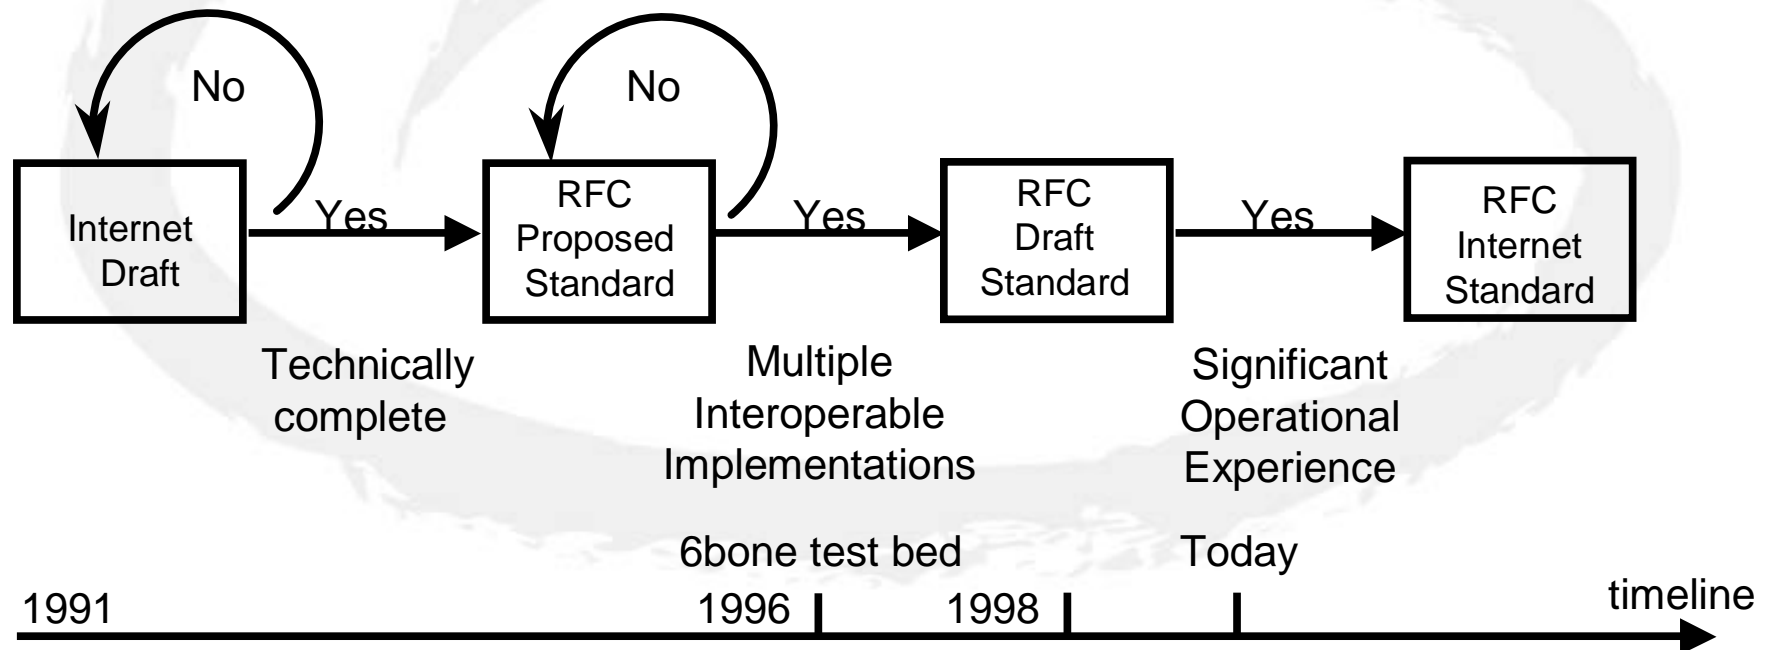 No
No
Internet
Draft
Yes
RFC
Proposed
Standard
Yes
RFC
Draft
Standard
Yes
RFC
Internet
Standard
Technically
complete
Multiple
Interoperable
Implementations
Significant
Operational
Experience
6bone test bed
Today
1991
1996
1998
timeline